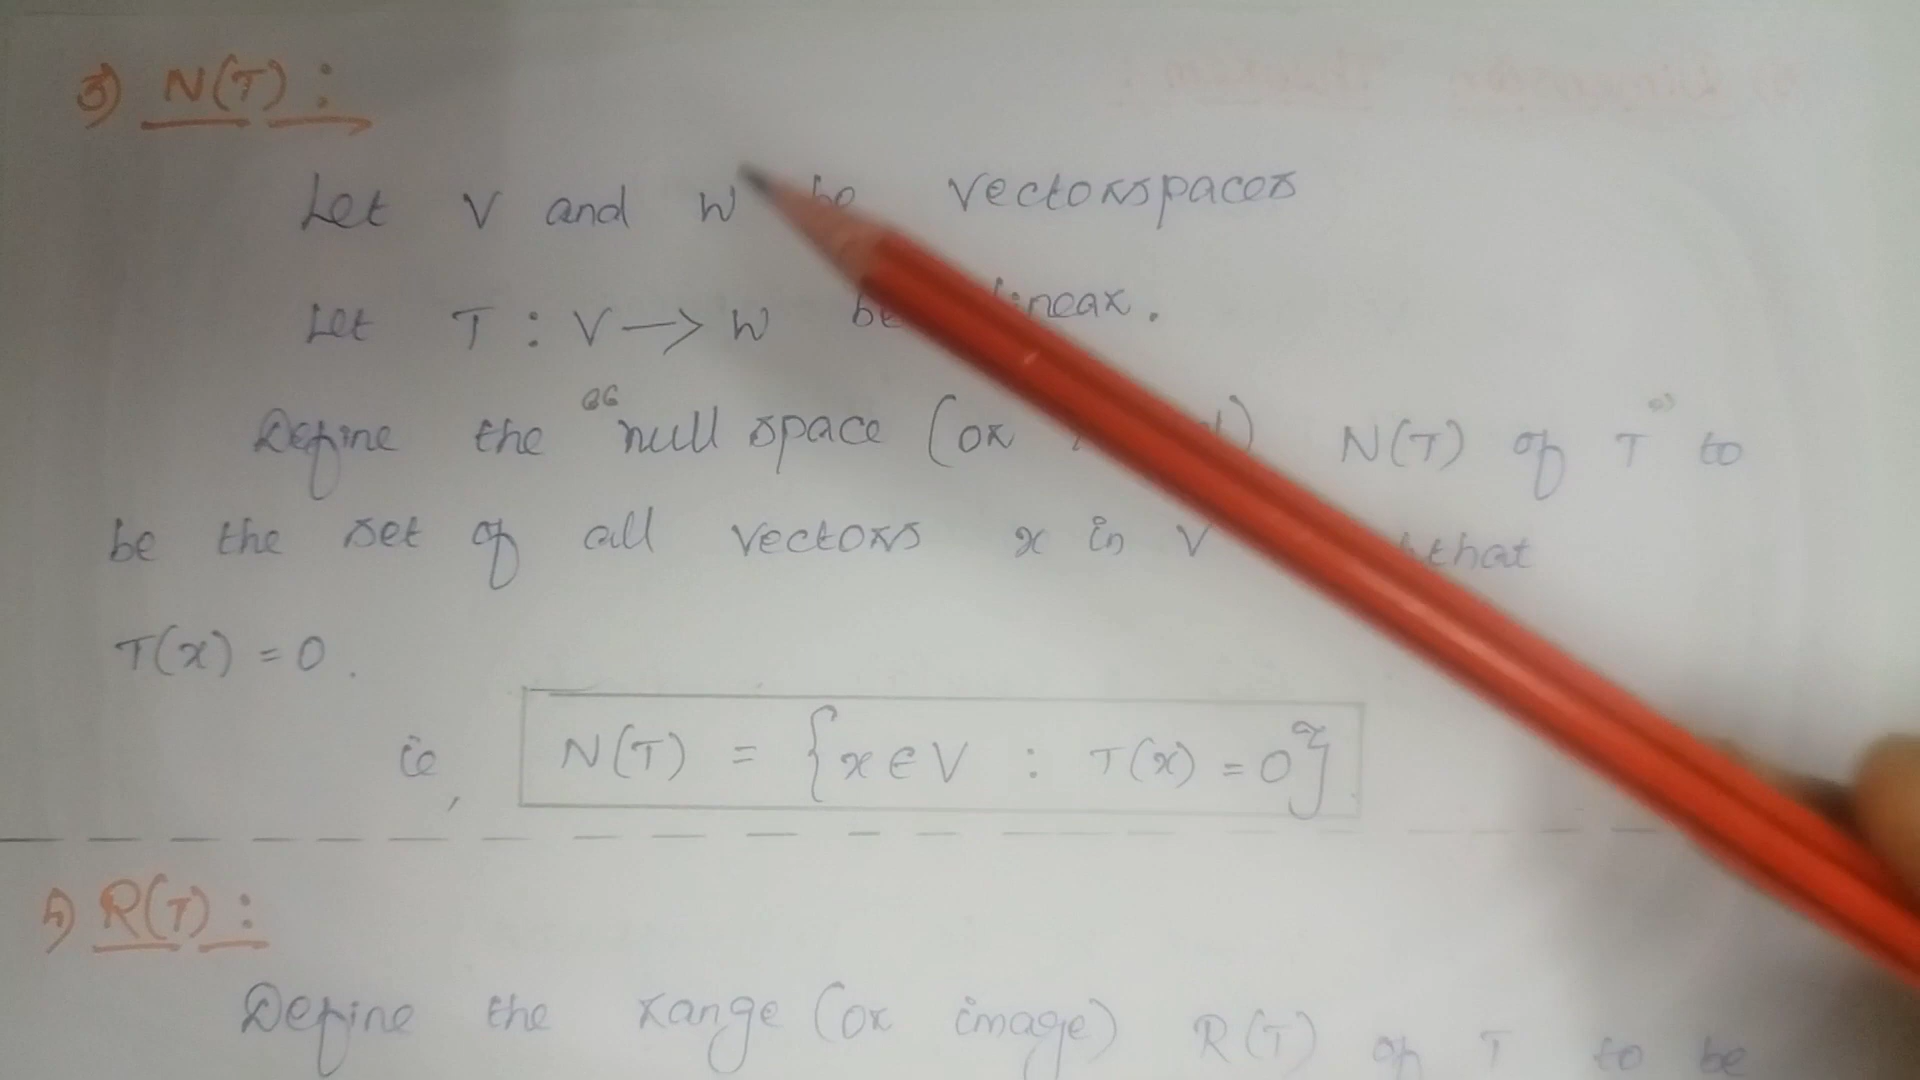 3) N(T) :
Let V and W be Vectorspaces
Let T : V → W be linear.
Define the null space (or N(T) of T to
be the set of all vectors x in V that
T(x) = 0 .
ie, N(T) = {x ∈ V : T(x) = 0}
4) R(T) :
Define the range (or image) R(T) of T to be